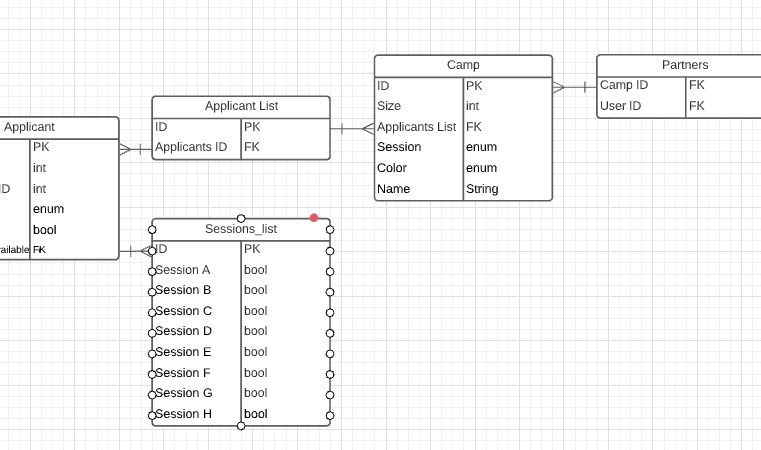 Applicant
PK
int
ID int
enum
bool
FK
Applicant List
ID PK
Applicants ID FK
Sessions_list
ID PK
Session A bool
Session B bool
Session C bool
Session D bool
Session E bool
Session F bool
Session G bool
Session H bool
Camp
ID PK
Size int
Applicants List FK
Session enum
Color enum
Name String
Partners
Camp ID FK
User ID FK